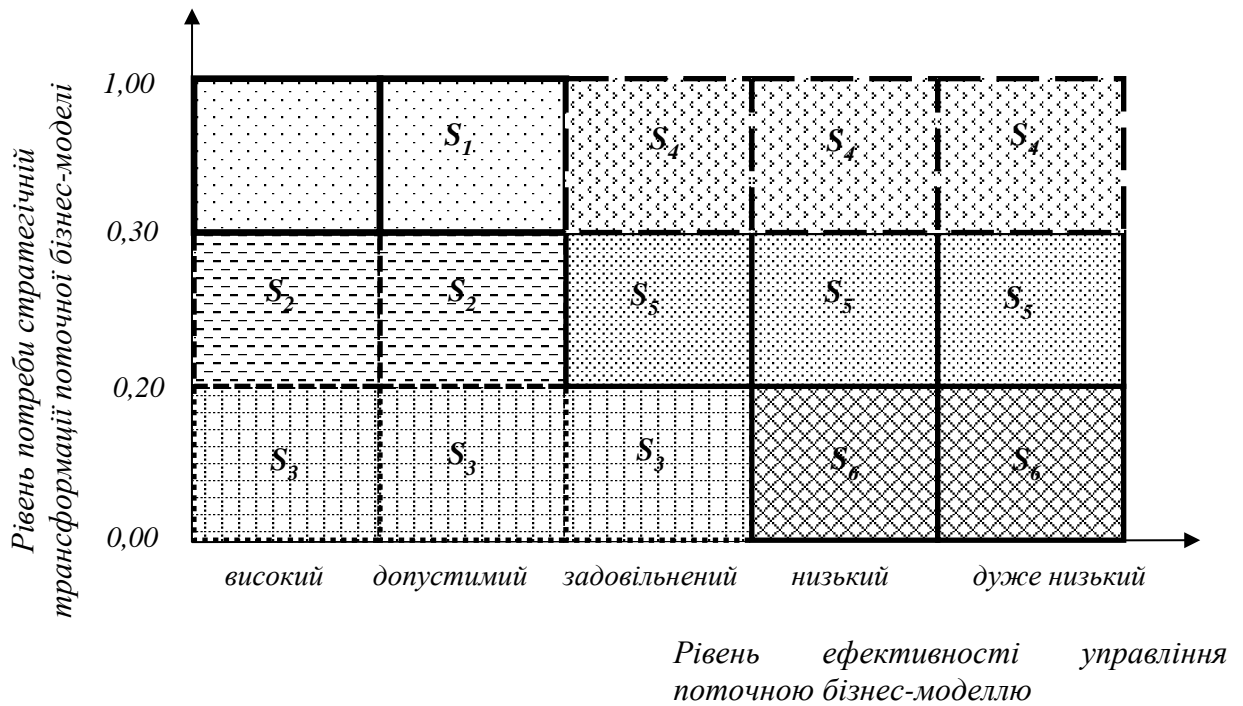 Рівень потреби стратегічній
трансформації поточної бізнес-моделі
1,00
S1 S4 S4 S4
0,30
S2 S2 S5 S5 S5
0,20
S3 S3 S3 S6 S6
0,00
високий допустимий задовільнений низький дуже низький
Рівень ефективності управління
поточною бізнес-моделлю